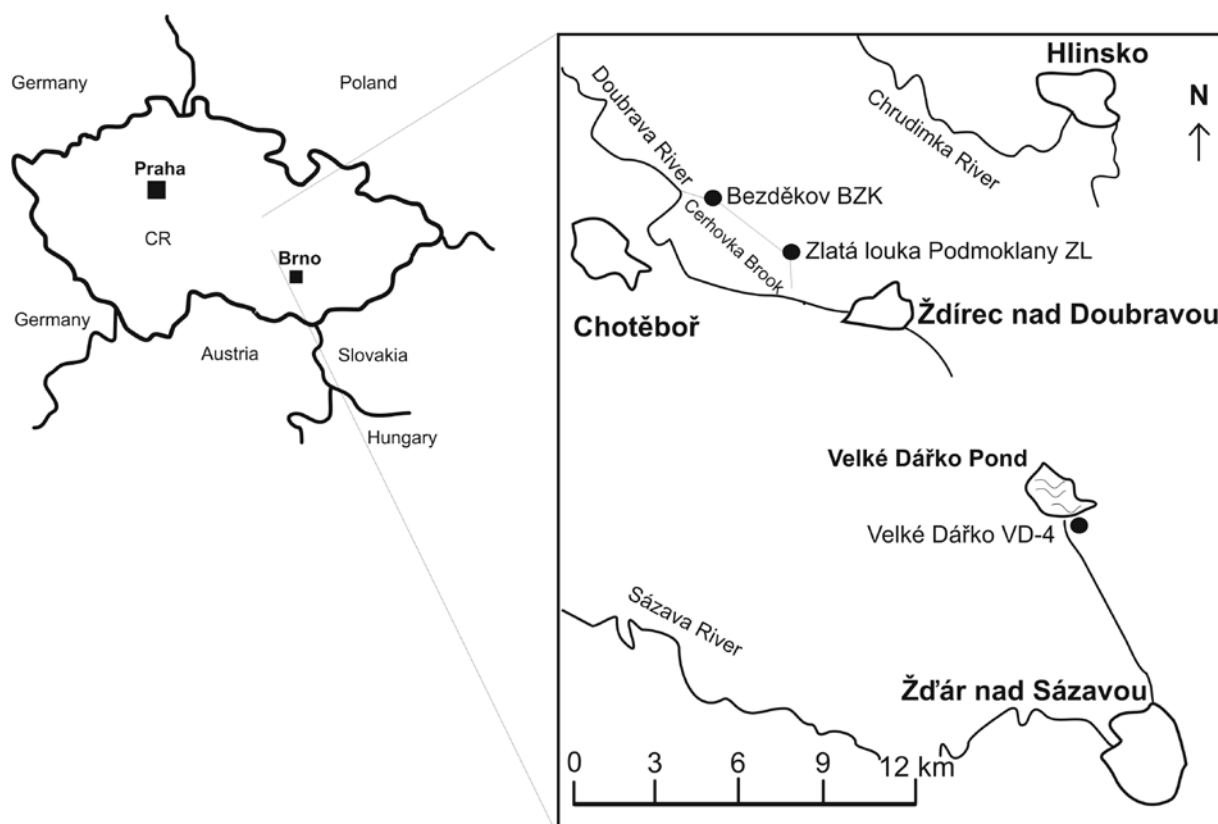 Germany
Poland
Praha
CR
Brno
Germany
Austria
Slovakia
Hungary
Hlinsko
N
Doubrava River
Chrudimka River
Bezděkov BZK
Cerhovka Brook
Zlatá louka Podmoklany ZL
Chotěboř
Ždírec nad Doubravou
Velké Dářko Pond
Velké Dářko VD-4
Sázava River
Žďár nad Sázavou
0 3 6 9 12 km